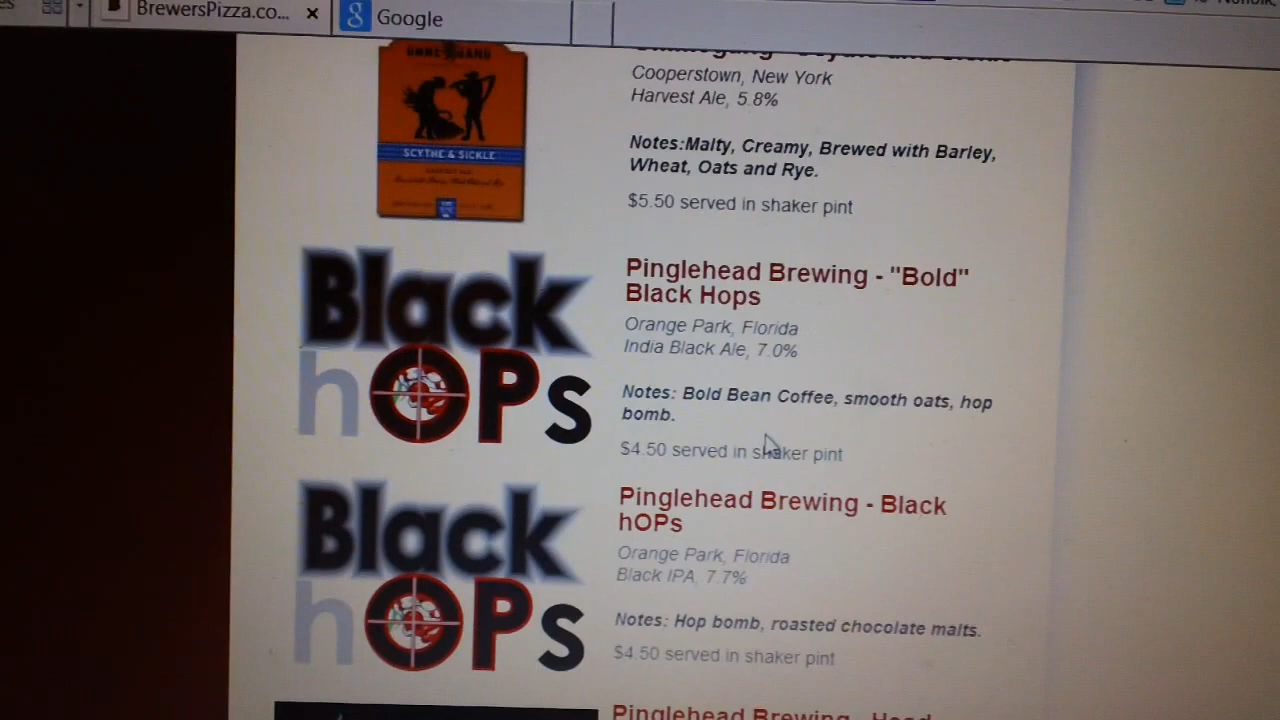 BrewersPizza.co...
Google
SCYTHE & SICKLE
Cooperstown, New York
Harvest Ale, 5.8%
Notes:Malty, Creamy, Brewed with Barley,
Wheat, Oats and Rye.
$5.50 served in shaker pint
Black
hOPs
Pinglehead Brewing - "Bold"
Black Hops
Orange Park, Florida
India Black Ale, 7.0%
Notes: Bold Bean Coffee, smooth oats, hop
bomb.
$4.50 served in shaker pint
Black
hOPs
Pinglehead Brewing - Black
hOPs
Orange Park, Florida
Black IPA, 7.7%
Notes: Hop bomb, roasted chocolate malts.
$4.50 served in shaker pint
Pinglehead Brewing - Head